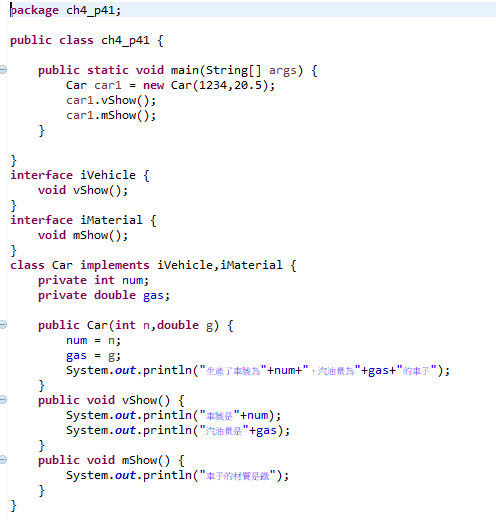 package ch4_p41;
public class ch4_p41 {
public static void main(String[] args) {
Car car1 = new Car(1234,20.5);
car1.vShow();
car1.mShow();
}
}
interface iVehicle {
void vShow();
}
interface iMaterial {
void mShow();
}
class Car implements iVehicle,iMaterial {
private int num;
private double gas;
public Car(int n,double g) {
num = n;
gas = g;
System.out.println("生產了車號為"+num+"，汽油量為"+gas+"的車子");
}
public void vShow() {
System.out.println("車號是"+num);
System.out.println("汽油量是"+gas);
}
public void mShow() {
System.out.println("車子的材質是鐵");
}
}